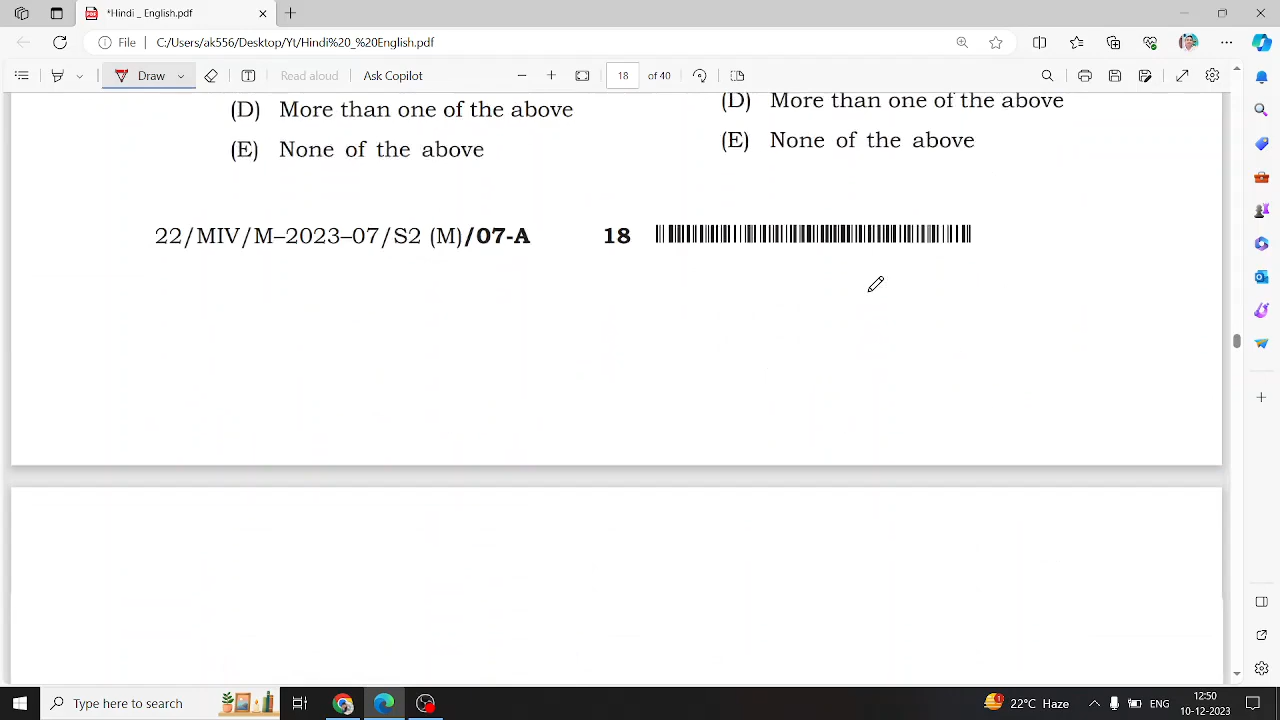 *Hindi _ English.pdf
File C:/Users/ak556/Desktop/Yt/Hindi%20_%20English.pdf
Draw Read aloud Ask Copilot 18 of 40
(D) More than one of the above
(E) None of the above
(D) More than one of the above
(E) None of the above
22/MIV/M–2023–07/S2 (M)/07-A 18
Type here to search
1 22°C Haze ENG 12:50
10-12-2023